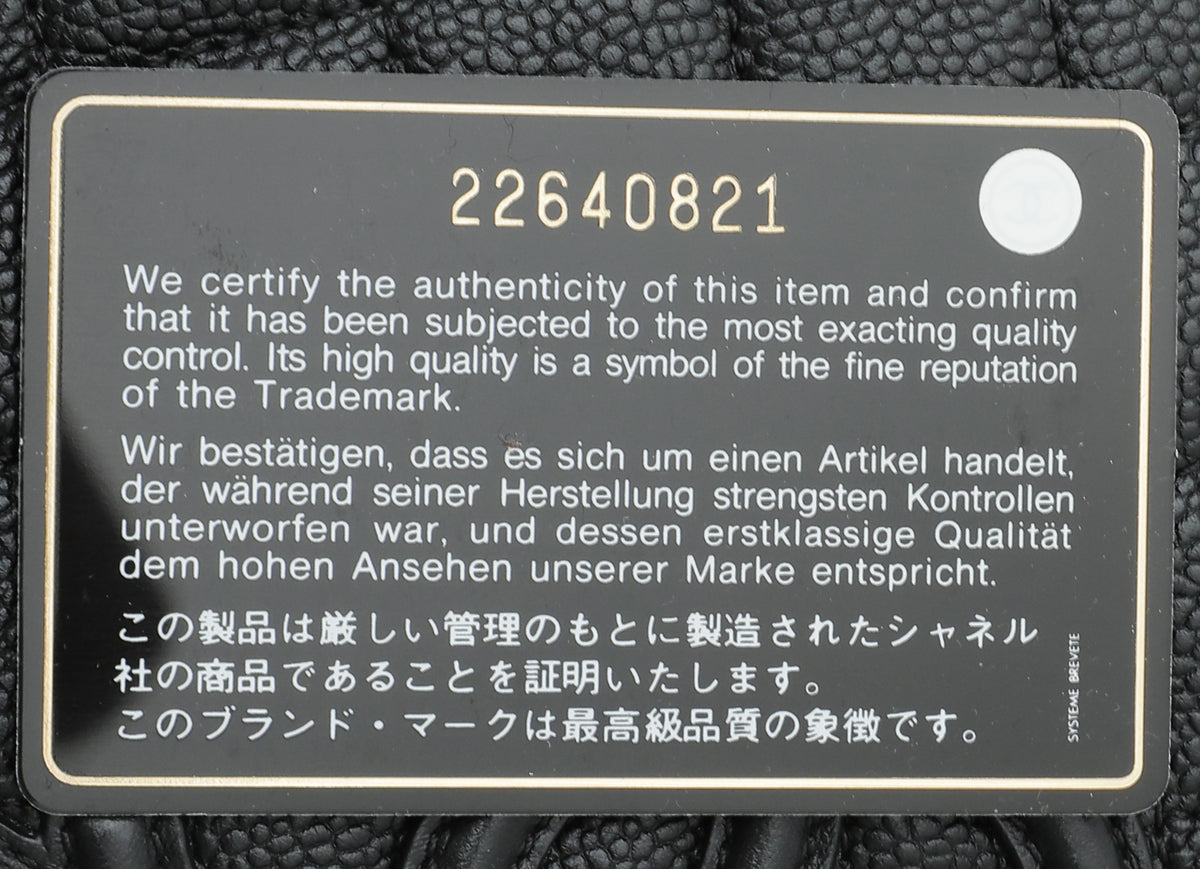 22640821
We certify the authenticity of this item and confirm
that it has been subjected to the most exacting quality
control. Its high quality is a symbol of the fine reputation
of the Trademark.
Wir bestätigen, dass es sich um einen Artikel handelt,
der während seiner Herstellung strengsten Kontrollen
unterworfen war, und dessen erstklassige Qualität
dem hohen Ansehen unserer Marke entspricht.
この製品は厳しい管理のもとに製造されたシャネル
社の商品であることを証明いたします。
このブランド・マークは最高級品質の象徴です。
SYSTEME BREVETE